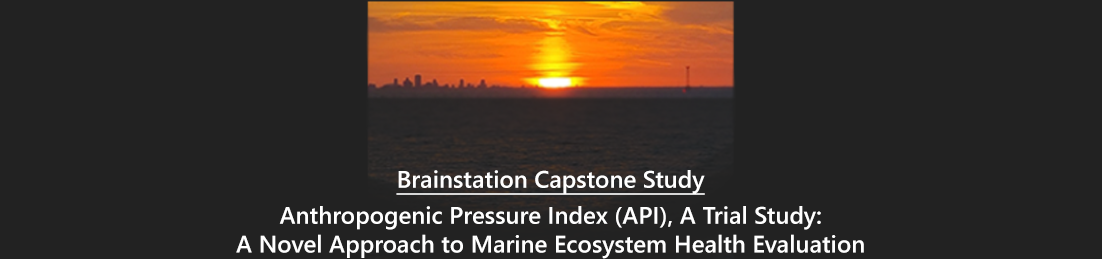 Brainstation Capstone Study
Anthropogenic Pressure Index (API), A Trial Study:
A Novel Approach to Marine Ecosystem Health Evaluation